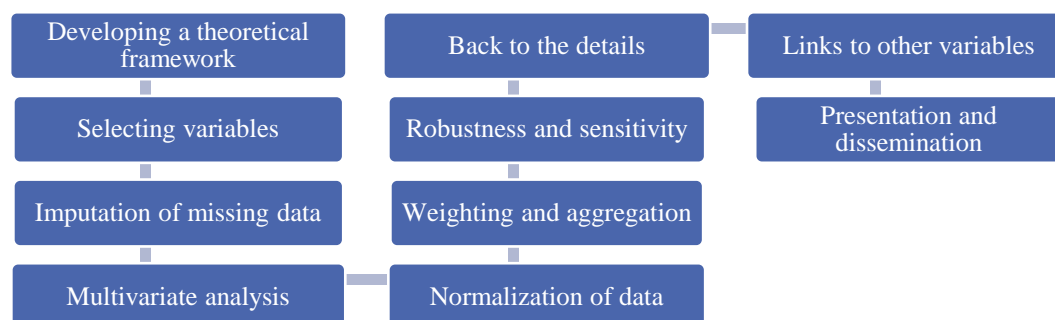 Developing a theoretical
framework
Selecting variables
Imputation of missing data
Multivariate analysis
Normalization of data
Weighting and aggregation
Robustness and sensitivity
Back to the details
Links to other variables
Presentation and
dissemination